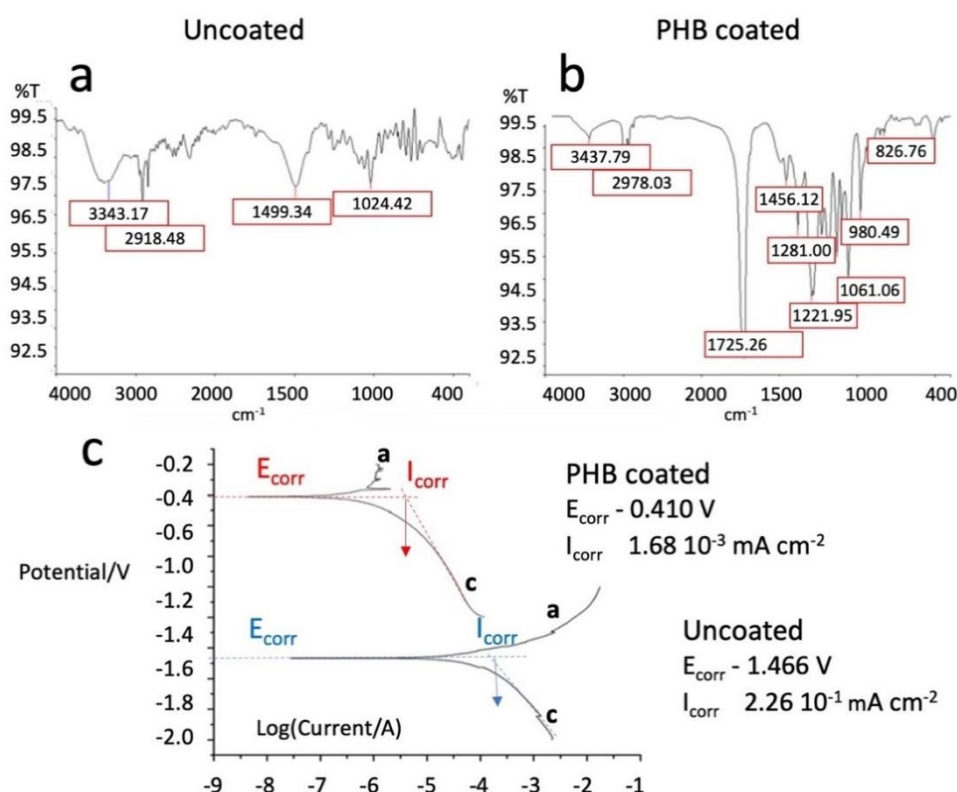 Uncoated
PHB coated
a
%T
99.5
98.5
97.5
96.5
95.5
94.5
93.5
92.5
3343.17
2918.48
1499.34
1024.42
4000 3000 2000 1500 1000
cm-1
b
%T
99.5
98.5
97.5
96.5
95.5
94.5
93.5
92.5
3437.79
2978.03
1725.26
1456.12
1281.00
1221.95
1061.06
980.49
826.76
4000 3000 2000 1000 400
cm-1
c
Potential/V
-0.2
-0.4
-0.6
-1.0
-1.2
-1.4
-1.6
-1.8
-2.0
Ecorr
a
Icorr
c
Ecorr
Icorr
a
c
Log(Current/A)
-9 -8 -7 -6 -5 -4 -3 -2 -1
PHB coated
Ecorr - 0.410 V
Icorr 1.68 10-3 mA cm-2
Uncoated
Ecorr - 1.466 V
Icorr 2.26 10-1 mA cm-2